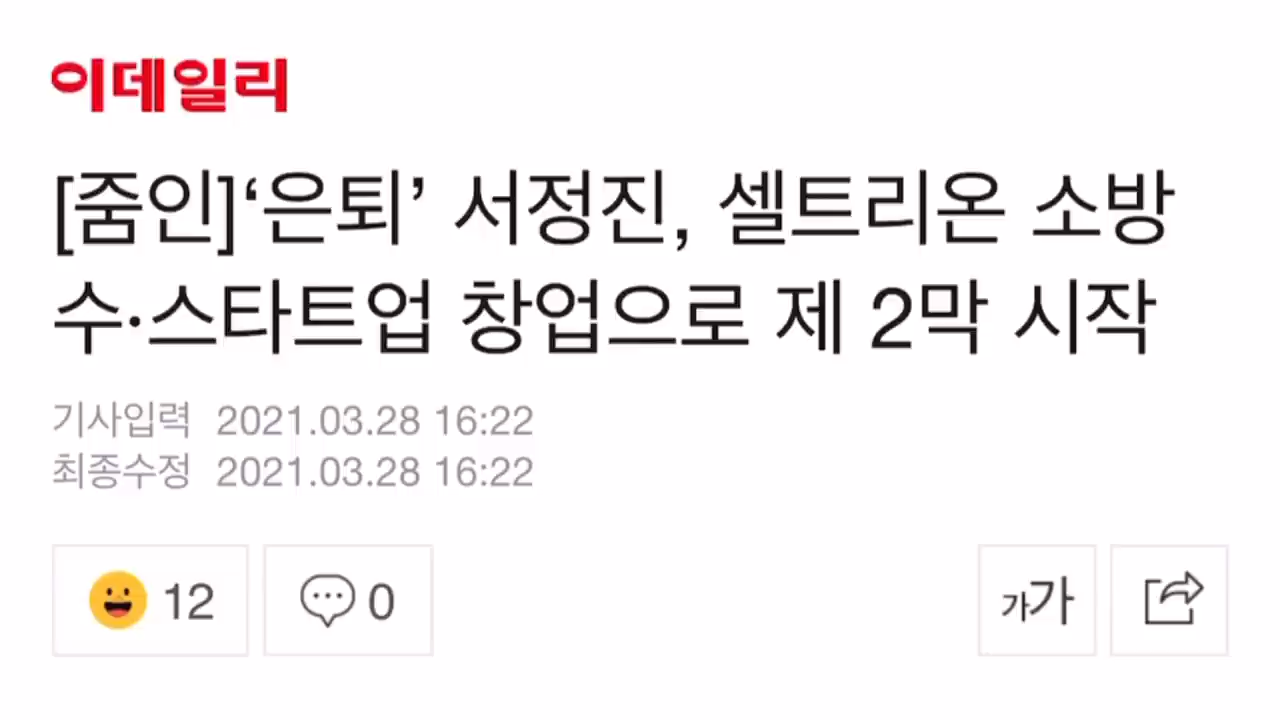 이데일리
[줌인]‘은퇴’ 서정진, 셀트리온 소방
수·스타트업 창업으로 제 2막 시작
기사입력 2021.03.28 16:22
최종수정 2021.03.28 16:22
12 0 가가